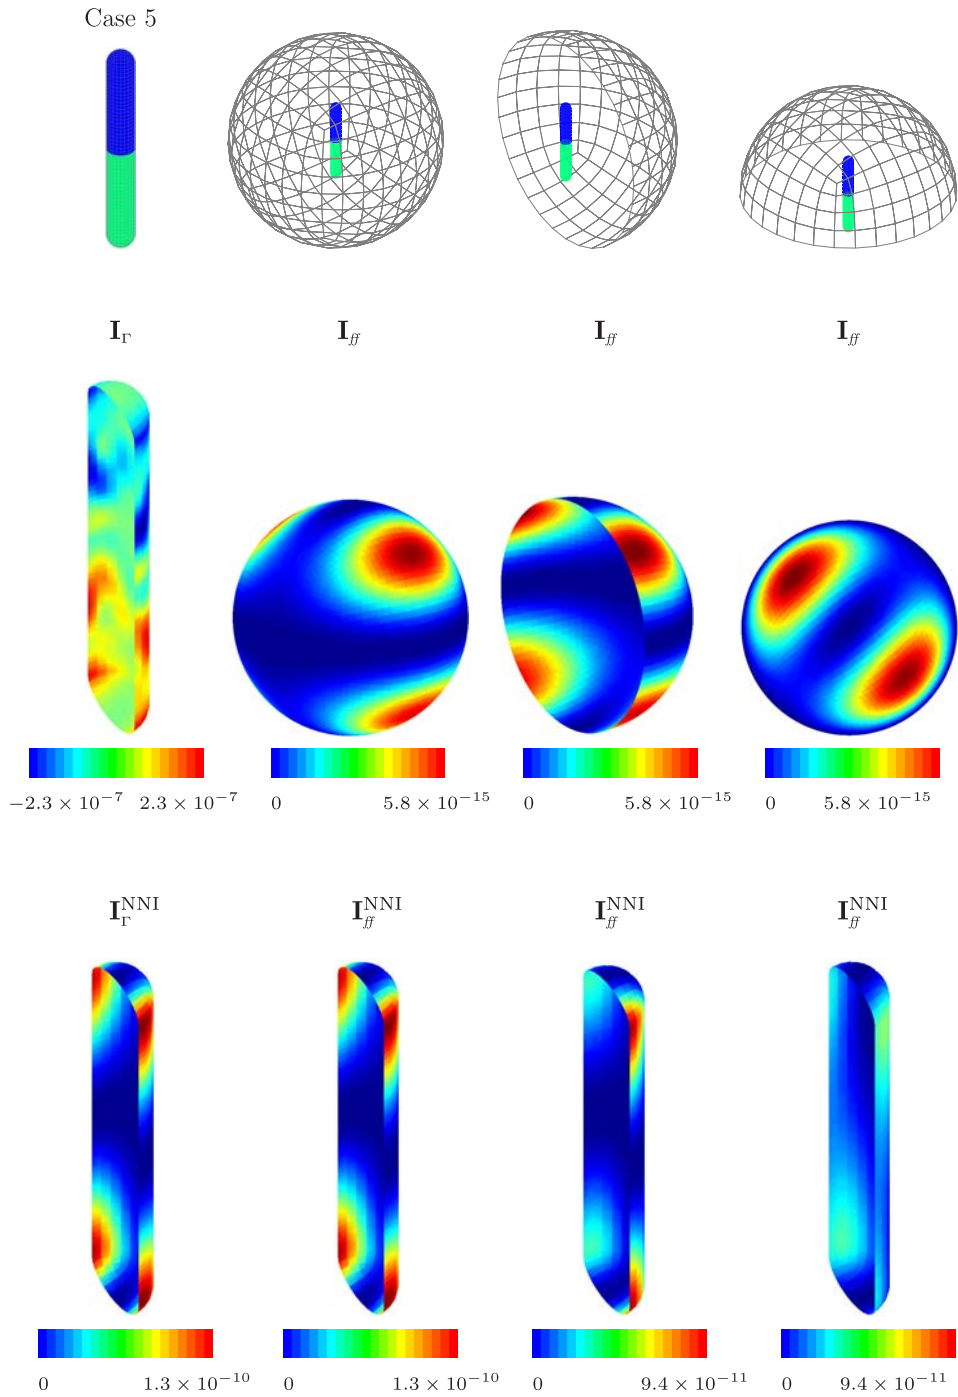 Case 5
I_Γ I_ff I_ff I_ff
−2.3 × 10⁻⁷ 2.3 × 10⁻⁷ 0 5.8 × 10⁻¹⁵ 0 5.8 × 10⁻¹⁵ 0 5.8 × 10⁻¹⁵
I_Γ^NNI I_ff^NNI I_ff^NNI I_ff^NNI
0 1.3 × 10⁻¹⁰ 0 1.3 × 10⁻¹⁰ 0 9.4 × 10⁻¹¹ 0 9.4 × 10⁻¹¹